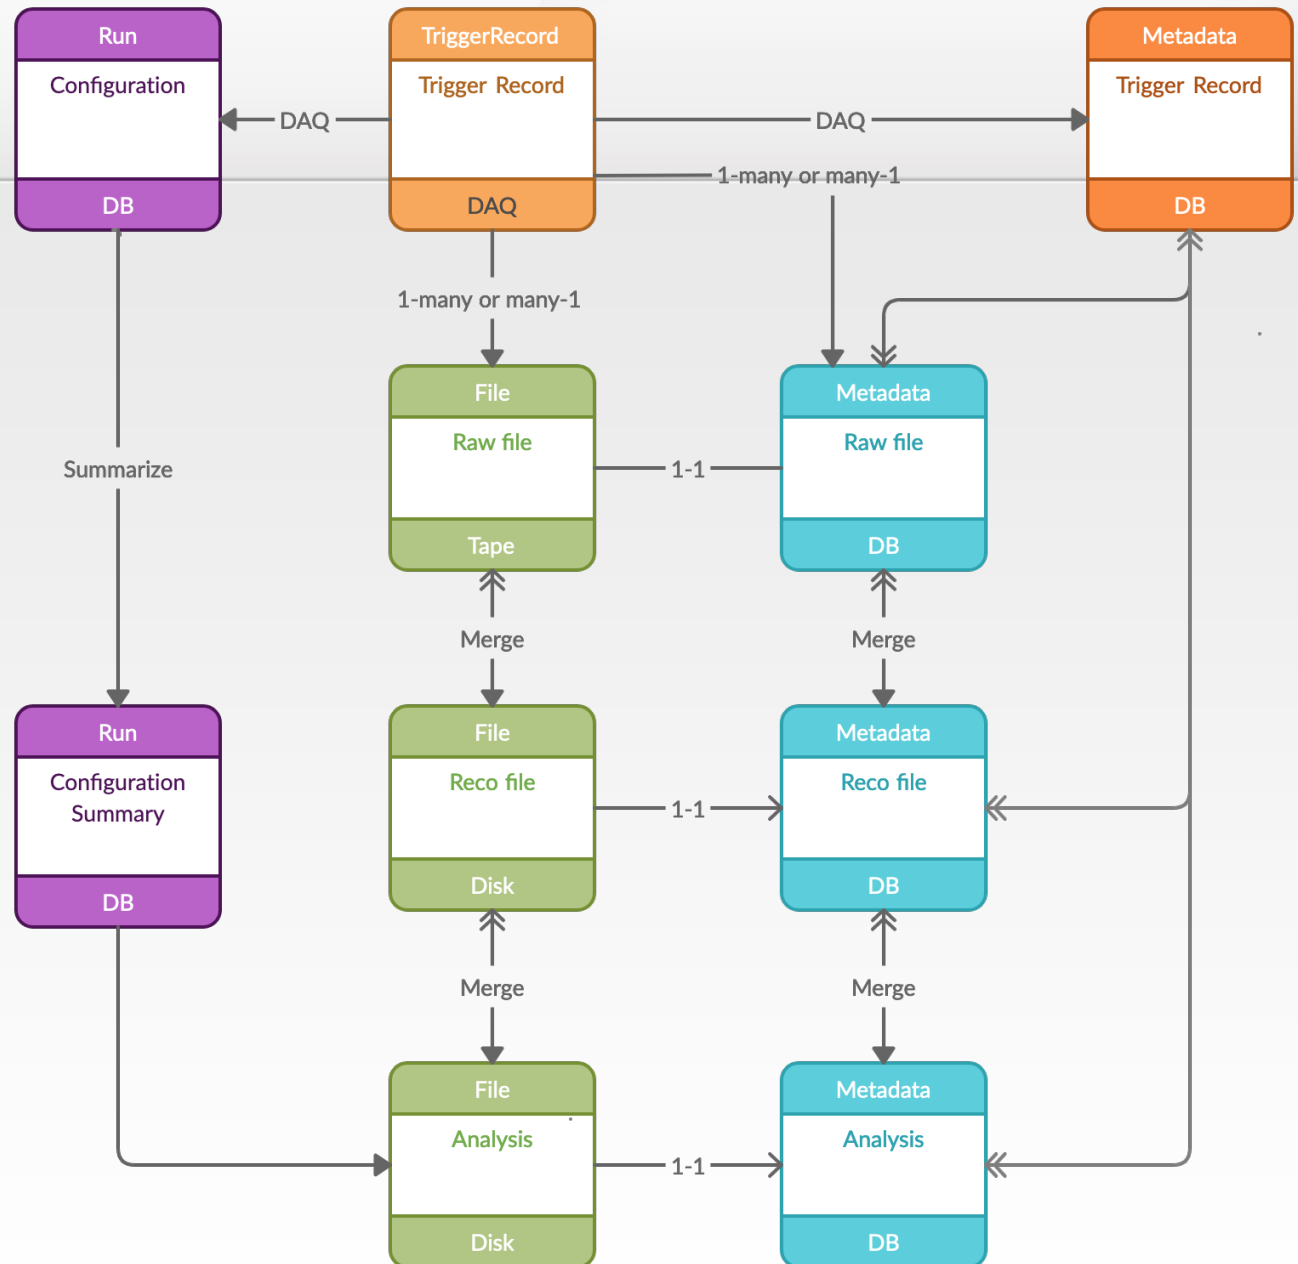 Run
Configuration
DB
TriggerRecord
Trigger Record
DAQ
Metadata
Trigger Record
DB
DAQ
DAQ
1-many or many-1
1-many or many-1
Summarize
File
Raw file
Tape
1-1
Metadata
Raw file
DB
Merge
Merge
Run
Configuration
Summary
DB
File
Reco file
Disk
1-1
Metadata
Reco file
DB
Merge
Merge
File
Analysis
Disk
1-1
Metadata
Analysis
DB